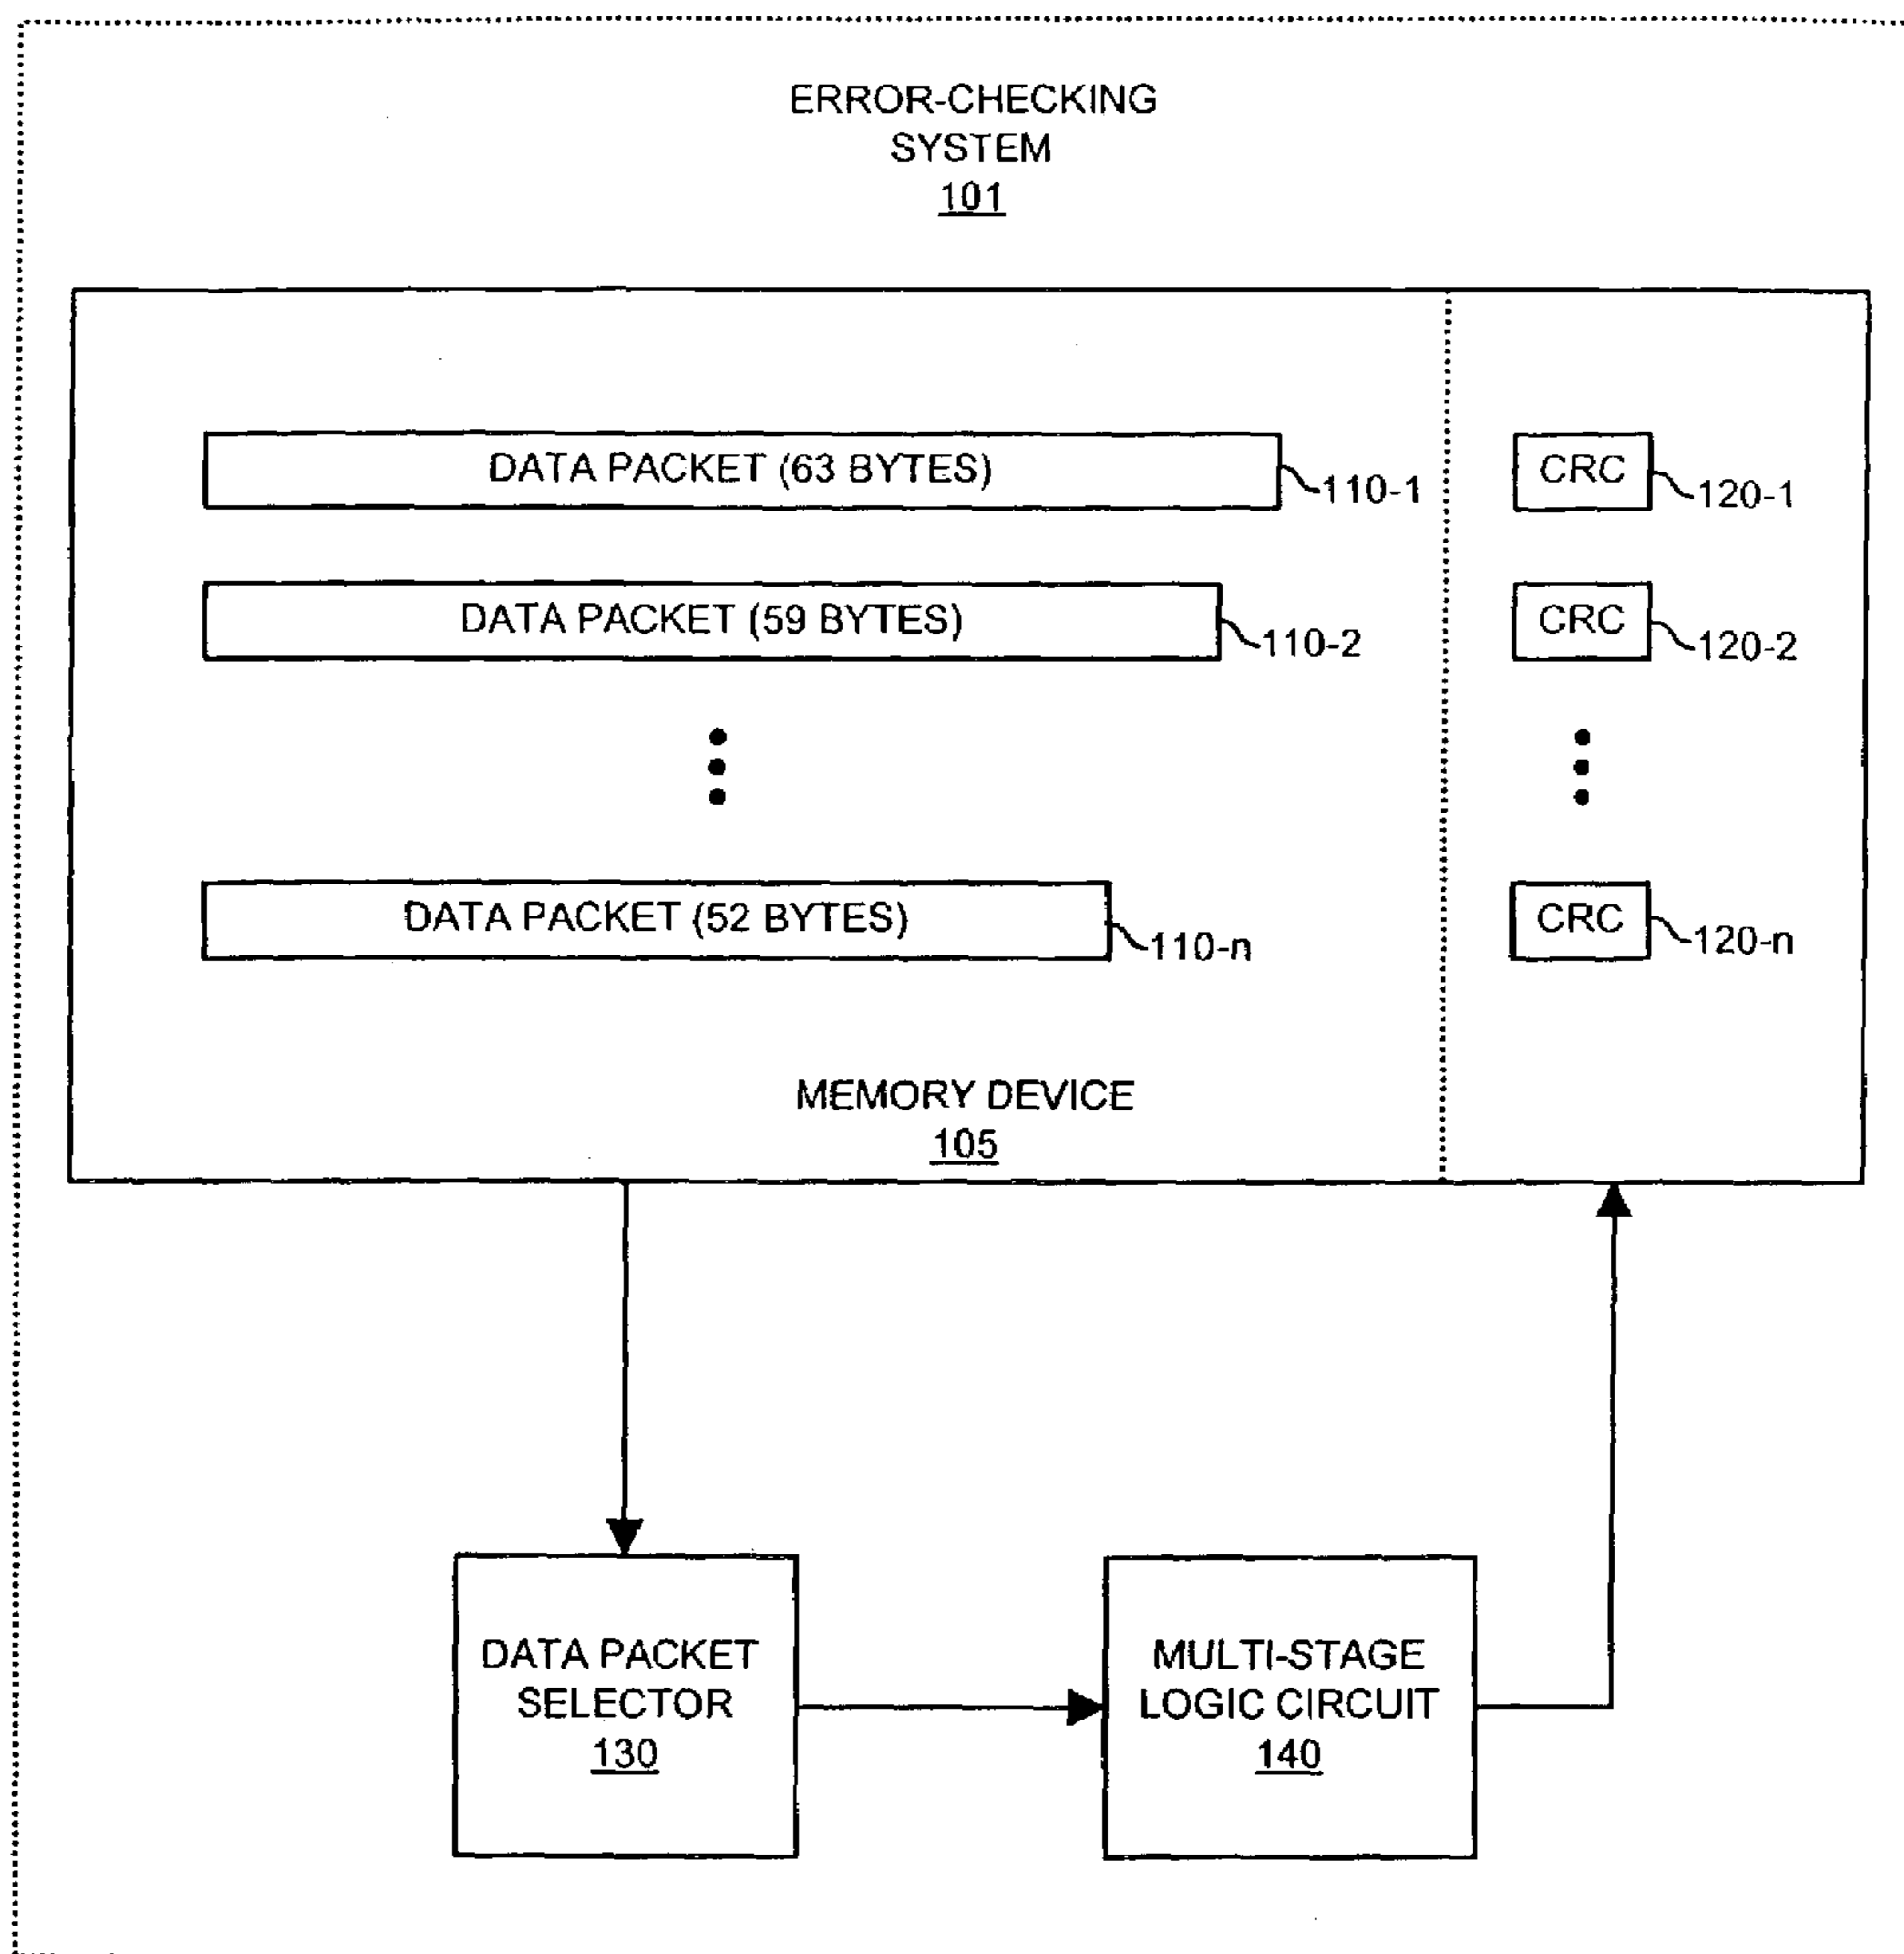 ERROR-CHECKING
SYSTEM
101
DATA PACKET (63 BYTES)
110-1
CRC
120-1
DATA PACKET (59 BYTES)
110-2
CRC
120-2
DATA PACKET (52 BYTES)
110-n
CRC
120-n
MEMORY DEVICE
105
DATA PACKET
SELECTOR
130
MULTI-STAGE
LOGIC CIRCUIT
140